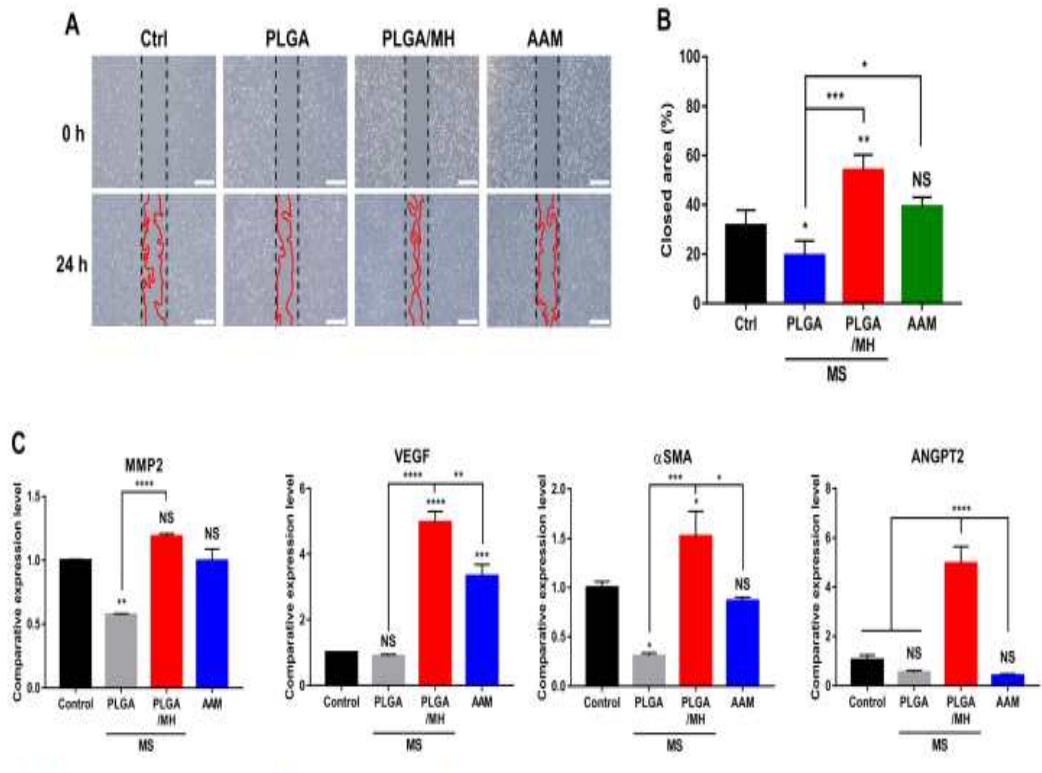 A
Ctrl PLGA PLGA/MH AAM
0 h
24 h
B
Closed area (%)
100
80
60
40
20
0
*
***
* ** NS
Ctrl PLGA PLGA AAM
/MH
MS
C
MMP2
Comparative expression level
1.5
1.0
0.5
0.0
****
** NS NS
Control PLGA PLGA AAM
/MH
MS
VEGF
Comparative expression level
6
4
2
0
**** **
NS **** ***
Control PLGA PLGA AAM
/MH
MS
αSMA
Comparative expression level
2.0
1.5
1.0
0.5
0.0
*** *
* * NS
Control PLGA PLGA AAM
/MH
MS
ANGPT2
Comparative expression level
8
6
4
2
0
****
NS NS
Control PLGA PLGA AAM
/MH
MS